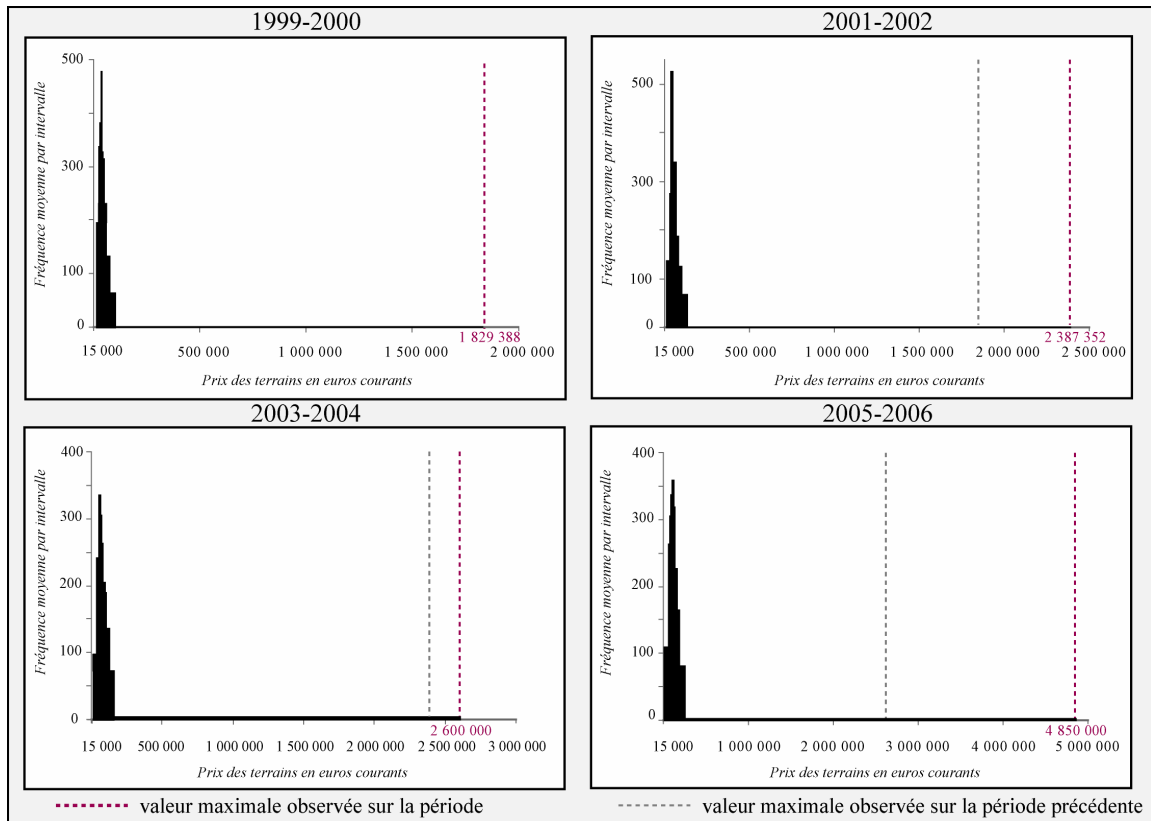 1999-2000
Fréquence moyenne par intervalle
500
300
100
0
1 829 388
15 000 500 000 1 000 000 1 500 000 2 000 000
Prix des terrains en euros courants
2001-2002
Fréquence moyenne par intervalle
500
300
100
0
2 387 352
15 000 500 000 1 000 000 1 500 000 2 000 000 2 500 000
Prix des terrains en euros courants
2003-2004
Fréquence moyenne par intervalle
400
300
200
100
0
2 600 000
15 000 500 000 1 000 000 1 500 000 2 000 000 2 500 000 3 000 000
Prix des terrains en euros courants
2005-2006
Fréquence moyenne par intervalle
400
300
200
100
0
4 850 000
15 000 1 000 000 2 000 000 3 000 000 4 000 000 5 000 000
Prix des terrains en euros courants
valeur maximale observée sur la période
valeur maximale observée sur la période précédente